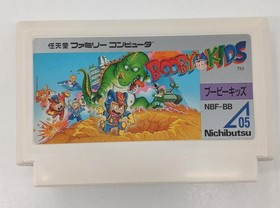 任天堂 ファミリーコンピュータ
BOOBY KIDS
TM
ブービーキッズ
NBF-BB
05
Nichibutsu